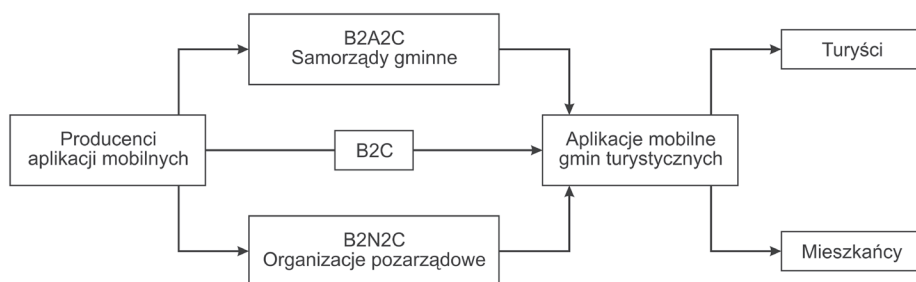 B2A2C
Samorządy gminne
Turyści
Producenci
aplikacji mobilnych
B2C
Aplikacje mobilne
gmin turystycznych
B2N2C
Organizacje pozarządowe
Mieszkańcy